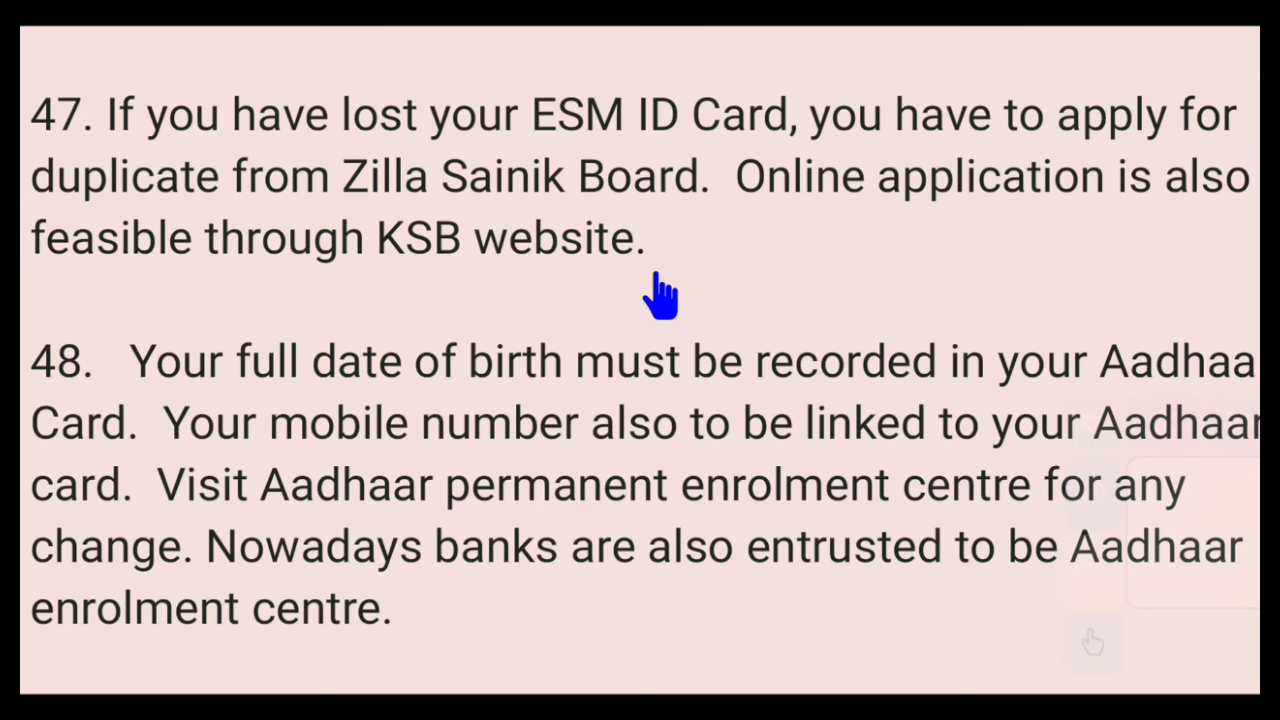 47. If you have lost your ESM ID Card, you have to apply for
duplicate from Zilla Sainik Board. Online application is also
feasible through KSB website.
48. Your full date of birth must be recorded in your Aadhaa
Card. Your mobile number also to be linked to your Aadhaar
card. Visit Aadhaar permanent enrolment centre for any
change. Nowadays banks are also entrusted to be Aadhaar
enrolment centre.